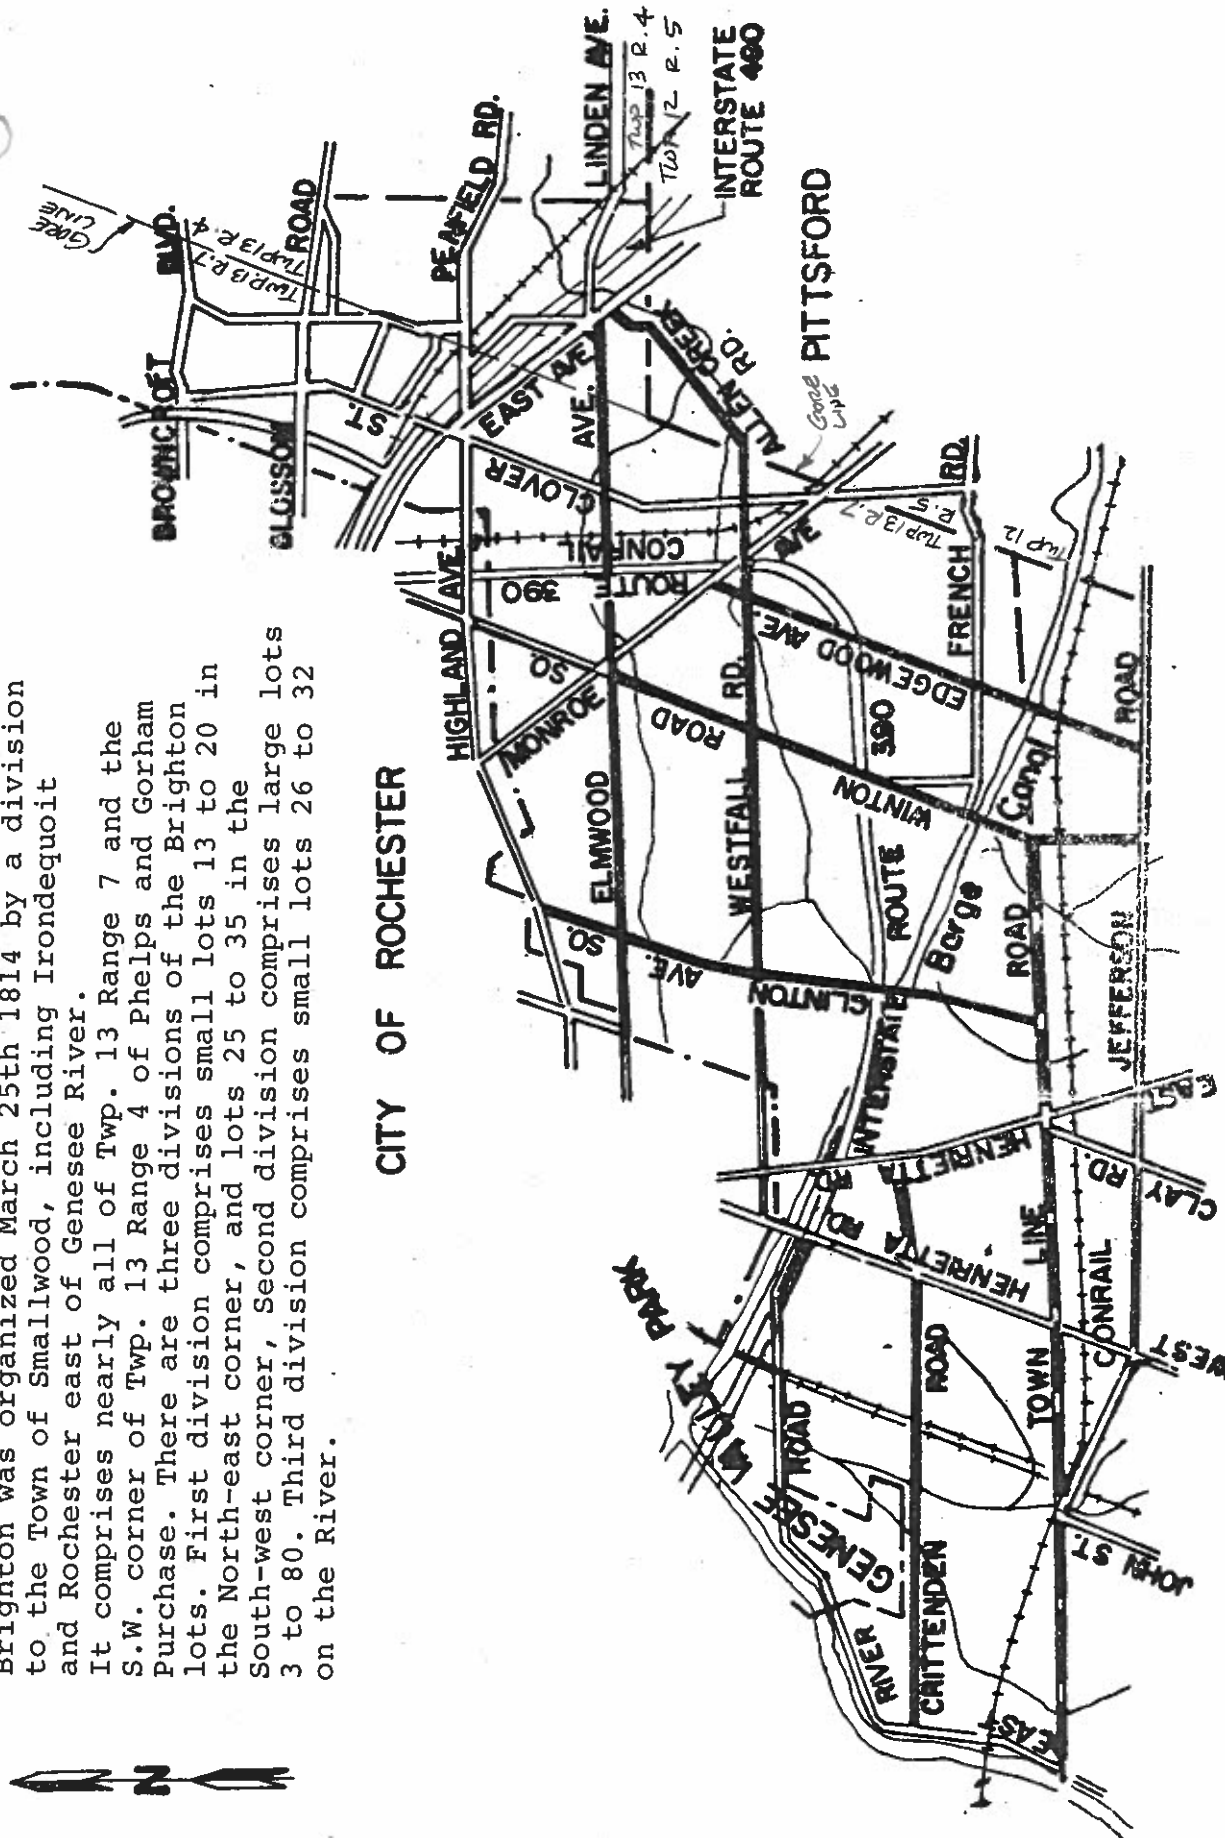 Brighton was organized March 25th 1814 by a division
to the Town of Smallwood, including Irondequoit
and Rochester east of Genesee River.
It comprises nearly all of Twp. 13 Range 7 and the
S.W. corner of Twp. 13 Range 4 of Phelps and Gorham
Purchase. There are three divisions of the Brighton
lots. First division comprises small lots 13 to 20 in
the North-east corner, and lots 25 to 35 in the
South-west corner, Second division comprises large lots
3 to 80. Third division comprises small lots 26 to 32
on the River.
N
CITY OF ROCHESTER
GORE LINE
BROWNCROFT BLVD.
TWP 13 R.7
TWP 13 R.4
BLOSSOM ROAD
PENFIELD RD.
LINDEN AVE.
TWP 13 R.4
TWP 12 R.5
INTERSTATE
ROUTE 490
PITTSFORD
GORE LINE
EAST AVE.
CLOVER ST.
HIGHLAND AVE.
CONRAIL
ROUTE 390
MONROE AVE
ELMWOOD AVE.
ALLEN CREEK RD.
WESTFALL RD.
SO. WINTON ROAD
EDGEWOOD AVE.
FRENCH RD.
TWP 13 R.7
R.5
TWP 12
SO. CLINTON AVE.
INTERSTATE ROUTE 390
Barge Canal
TOWN LINE ROAD
JEFFERSON ROAD
EAST HENRIETTA RD
WEST HENRIETTA RD
CLAY RD.
CONRAIL
JOHN ST.
GENESEE VALLEY PARK
CRITTENDEN ROAD
EAST RIVER ROAD